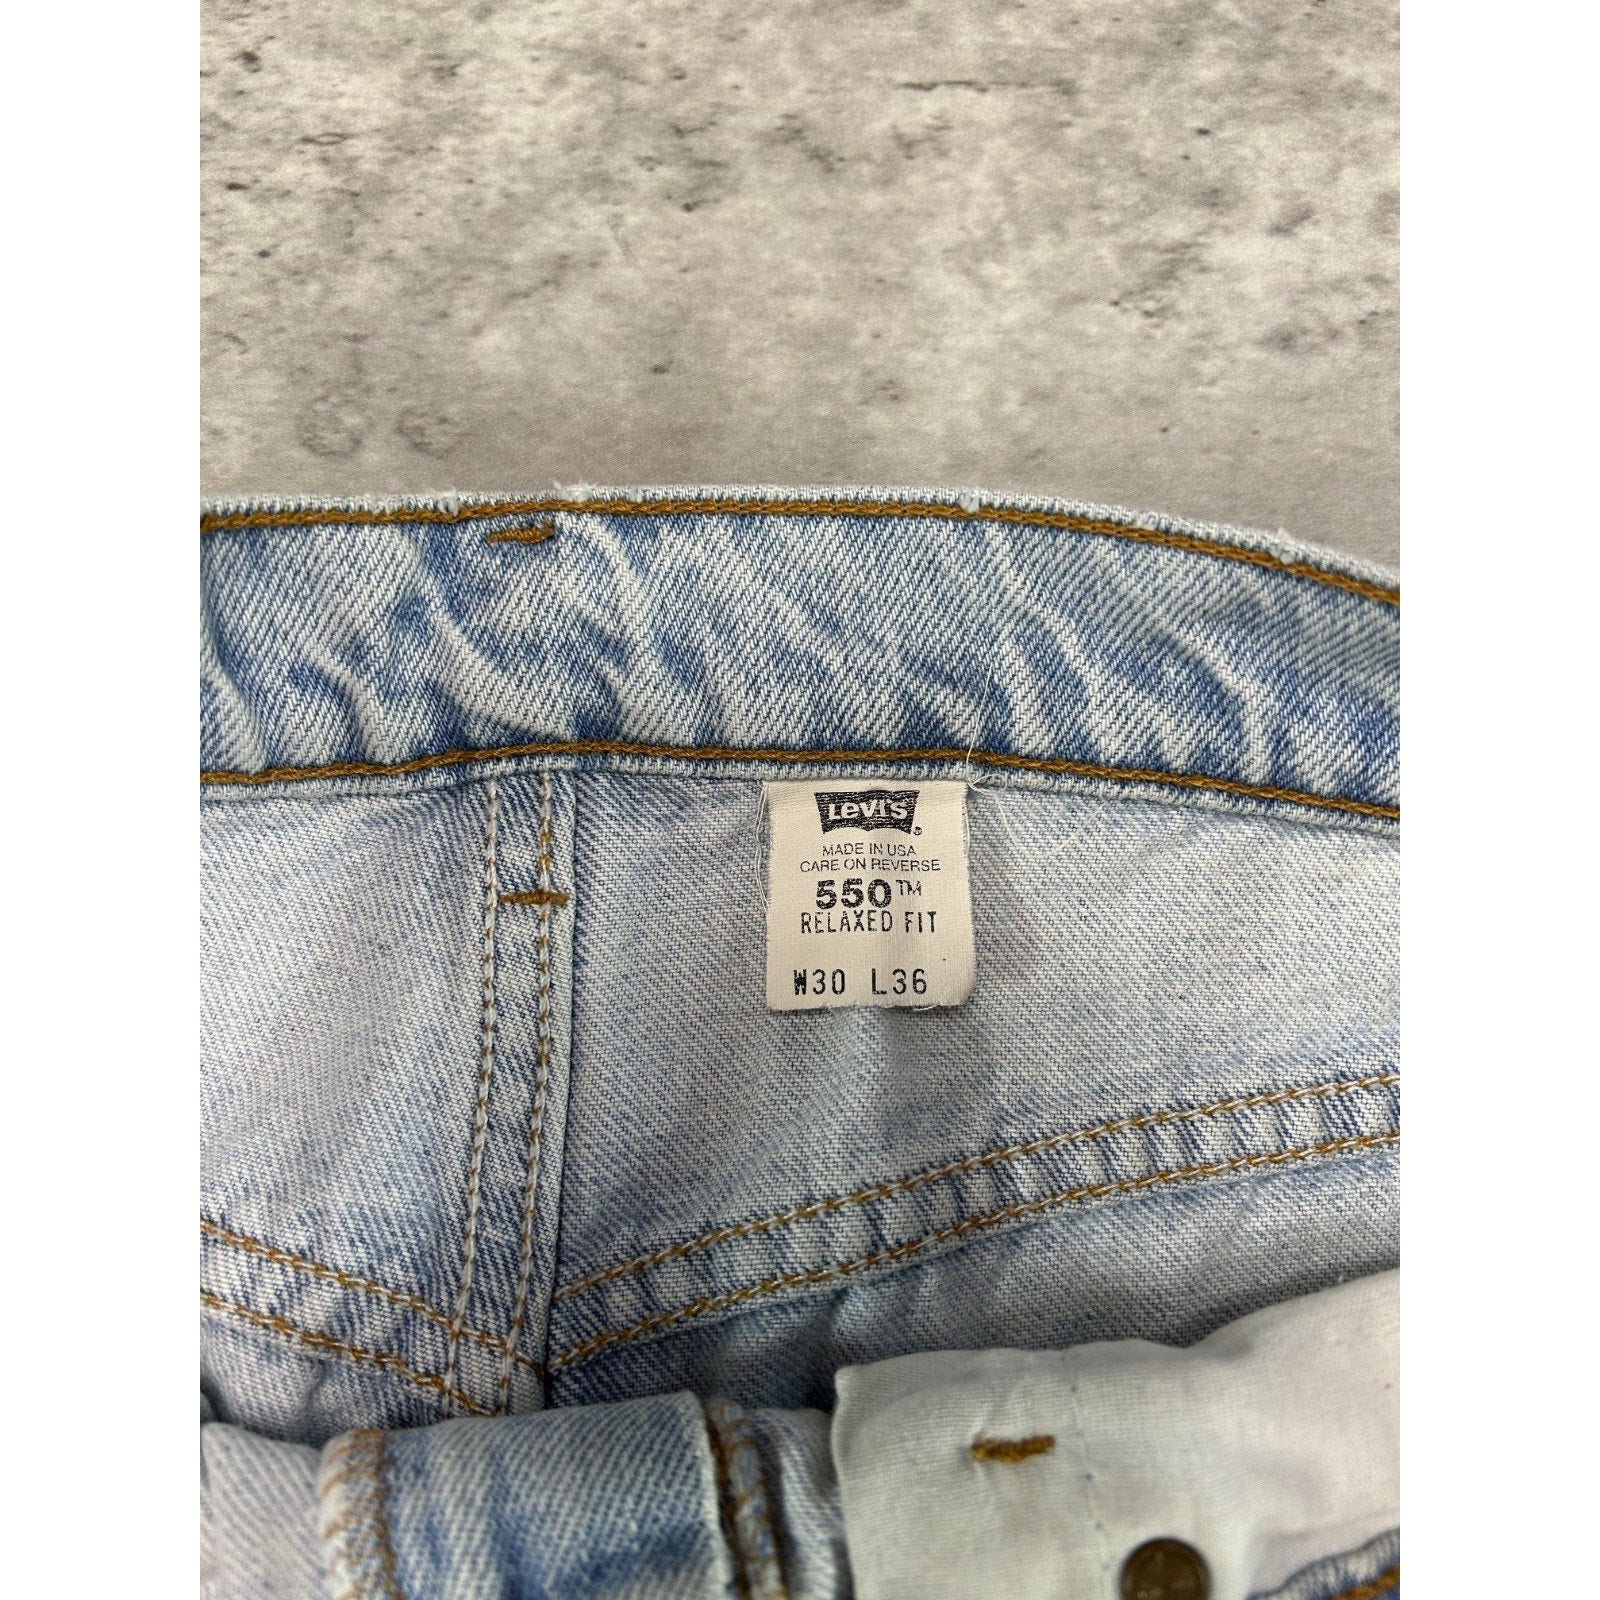 Levi's
MADE IN USA
CARE ON REVERSE
550™
RELAXED FIT
W30 L36